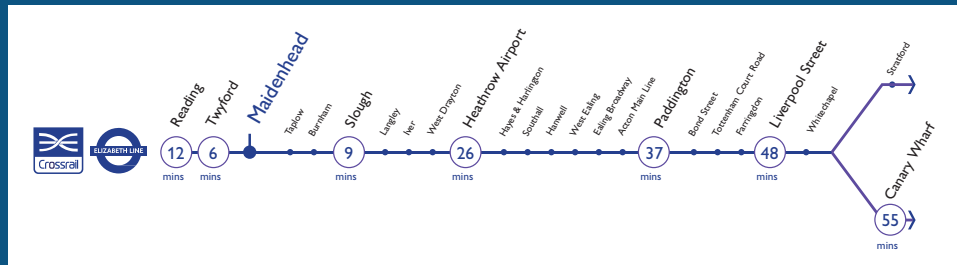 Crossrail
ELIZABETH LINE
Reading
12
mins
Twyford
6
mins
Maidenhead
Taplow
Burnham
Slough
9
mins
Langley
Iver
West Drayton
Heathrow Airport
26
mins
Hayes & Harlington
Southall
Hanwell
West Ealing
Ealing Broadway
Acton Main Line
Paddington
37
mins
Bond Street
Tottenham Court Road
Farringdon
Liverpool Street
48
mins
Whitechapel
Stratford
Canary Wharf
55
mins